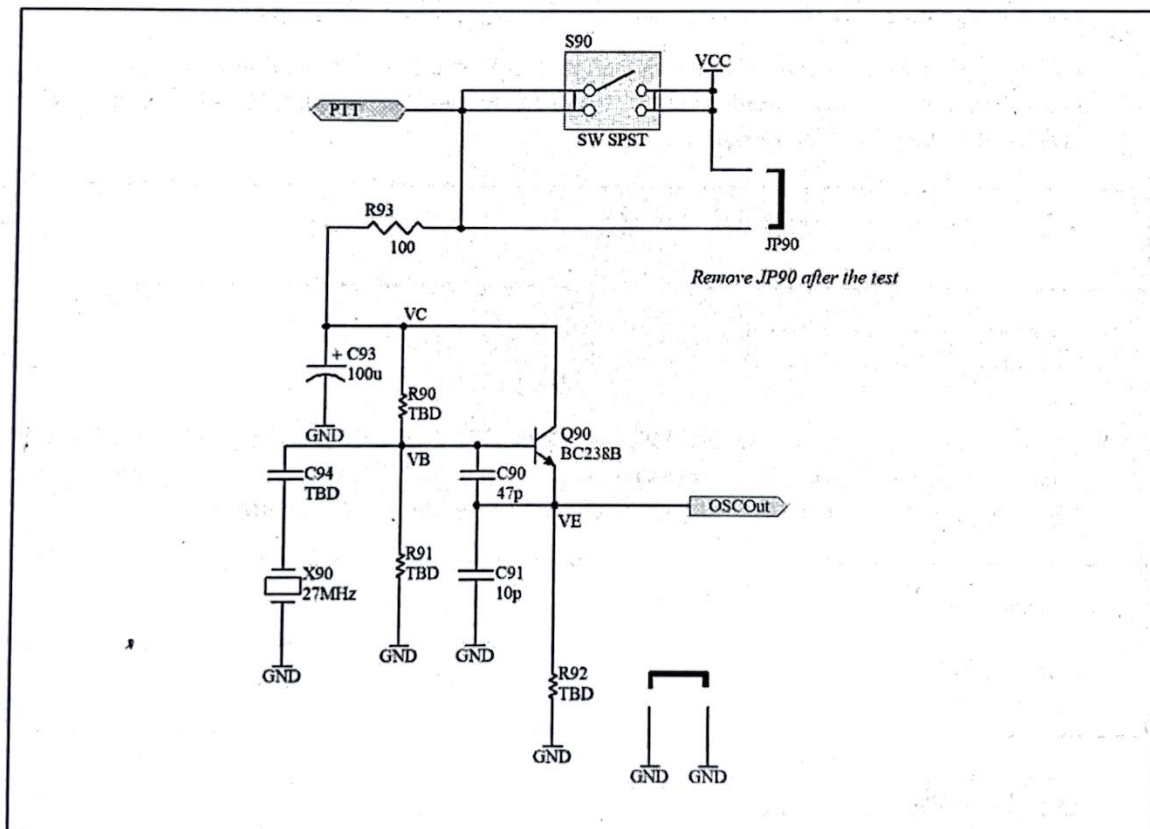 S90
VCC
PTT
SW SPST
R93
100
JP90
Remove JP90 after the test
VC
+ C93
100u
R90
TBD
GND
Q90
BC238B
VB
C94
TBD
C90
47p
OSCOut
VE
R91
TBD
C91
10p
X90
27MHz
GND
GND
GND
R92
TBD
GND
GND
GND